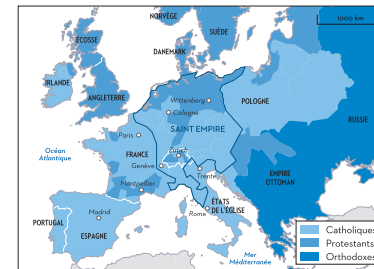 NORVÈGE
SUÈDE
1000 km
ÉCOSSE
DANEMARK
IRLANDE
ANGLETERRE
Wittenberg
Cologne
POLOGNE
RUSSIE
SAINT EMPIRE
Paris
Océan
Atlantique
FRANCE
Zurich
Genève
Trente
EMPIRE
OTTOMAN
Montpellier
ÉTATS
DE L'ÉGLISE
Rome
Madrid
PORTUGAL
ESPAGNE
Mer
Méditerranée
Catholiques
Protestants
Orthodoxes